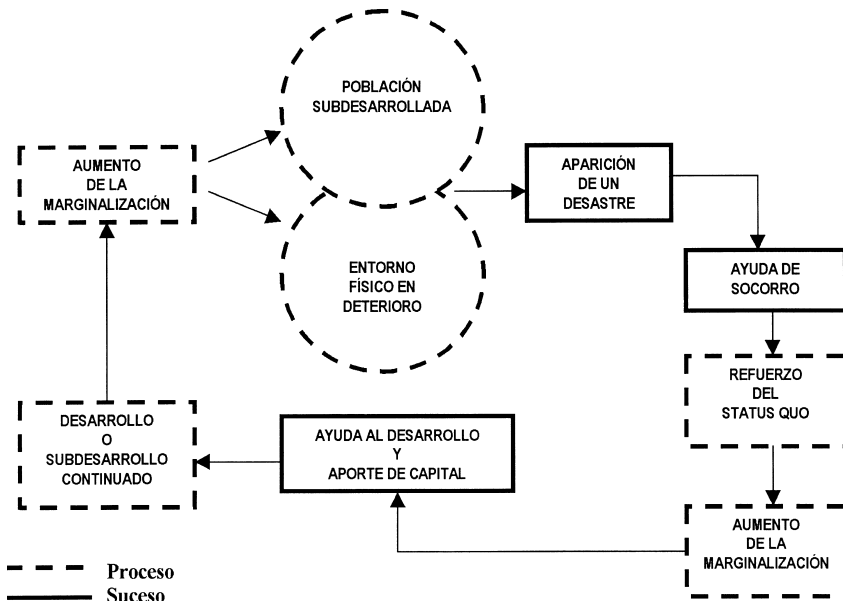 POBLACIÓN
SUBDESARROLLADA
AUMENTO
DE LA
MARGINALIZACIÓN
APARICIÓN
DE UN
DESASTRE
ENTORNO
FÍSICO EN
DETERIORO
AYUDA DE
SOCORRO
REFUERZO
DEL
STATUS QUO
DESARROLLO
O
SUBDESARROLLO
CONTINUADO
AYUDA AL DESARROLLO
Y
APORTE DE CAPITAL
AUMENTO
DE LA
MARGINALIZACIÓN
Proceso
Suceso